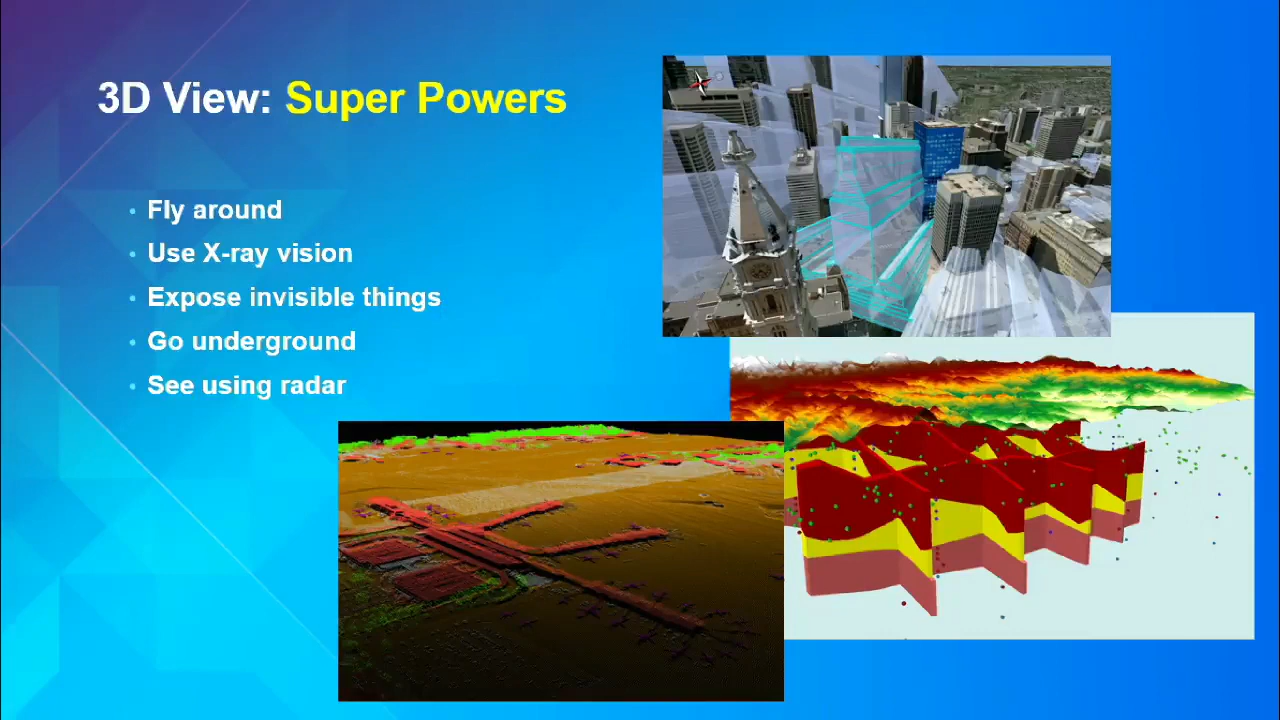 3D View: Super Powers
• Fly around
• Use X-ray vision
• Expose invisible things
• Go underground
• See using radar